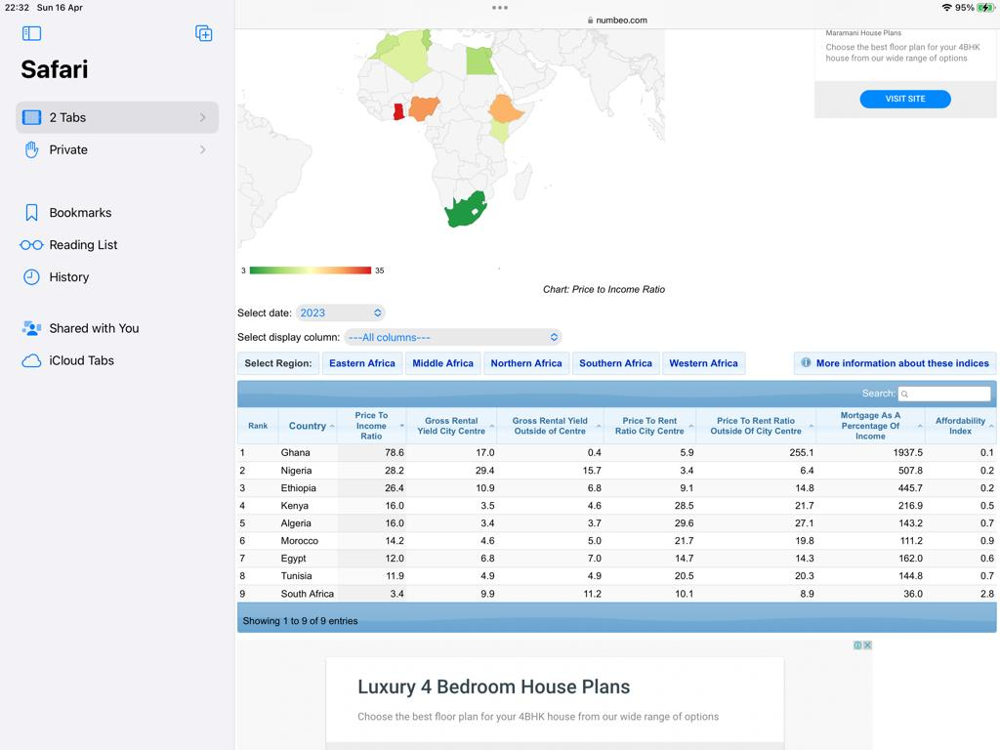 22:32 Sun 16 Apr
95%
numbeo.com
Safari
2 Tabs
Private
Bookmarks
Reading List
History
Shared with You
iCloud Tabs
Maramani House Plans
Choose the best floor plan for your 4BHK
house from our wide range of options
VISIT SITE
3 35
Chart: Price to Income Ratio
Select date: 2023
Select display column: ---All columns---
Select Region: Eastern Africa Middle Africa Northern Africa Southern Africa Western Africa More information about these indices
Search:
Rank Country Price To Income Ratio Gross Rental Yield City Centre Gross Rental Yield Outside of Centre Price To Rent Ratio City Centre Price To Rent Ratio Outside Of City Centre Mortgage As A Percentage Of Income Affordability Index
1 Ghana 78.6 17.0 0.4 5.9 255.1 1937.5 0.1
2 Nigeria 28.2 29.4 15.7 3.4 6.4 507.8 0.2
3 Ethiopia 26.4 10.9 6.8 9.1 14.8 445.7 0.2
4 Kenya 16.0 3.5 4.6 28.5 21.7 216.9 0.5
5 Algeria 16.0 3.4 3.7 29.6 27.1 143.2 0.7
6 Morocco 14.2 4.6 5.0 21.7 19.8 111.2 0.9
7 Egypt 12.0 6.8 7.0 14.7 14.3 162.0 0.6
8 Tunisia 11.9 4.9 4.9 20.5 20.3 144.8 0.7
9 South Africa 3.4 9.9 11.2 10.1 8.9 36.0 2.8
Showing 1 to 9 of 9 entries
Luxury 4 Bedroom House Plans
Choose the best floor plan for your 4BHK house from our wide range of options